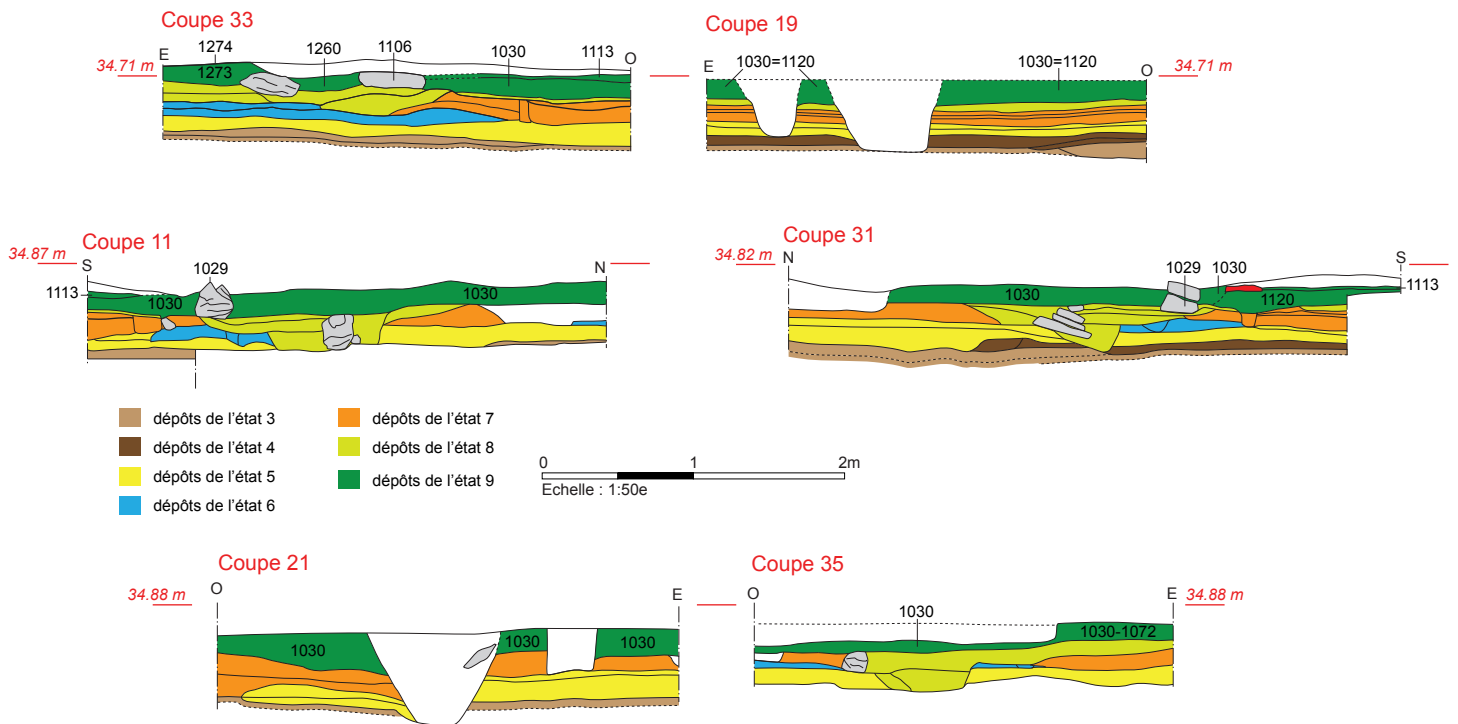 Coupe 33
E
1274
1260
1106
1030
1113
O
34.71 m
1273
Coupe 19
E
1030=1120
1030=1120
O
34.71 m
Coupe 11
34.87 m
S
1029
N
1113
1030
1030
Coupe 31
34.82 m
N
1029
1030
S
1030
1120
1113
dépôts de l'état 3
dépôts de l'état 4
dépôts de l'état 5
dépôts de l'état 6
dépôts de l'état 7
dépôts de l'état 8
dépôts de l'état 9
0 1 2m
Echelle : 1:50e
Coupe 21
O
34.88 m
E
1030
1030
1030
Coupe 35
O
1030
E
34.88 m
1030-1072